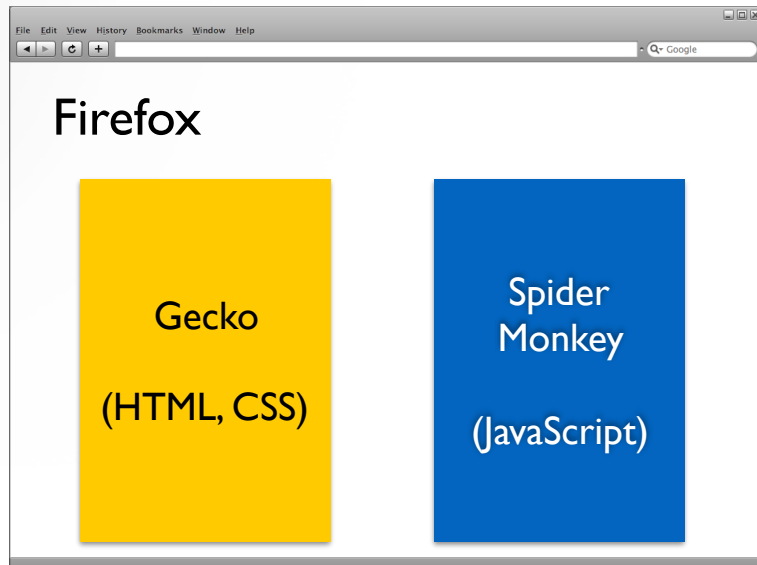 File Edit View History Bookmarks Window Help
Google
Firefox
Gecko
(HTML, CSS)
Spider
Monkey
(JavaScript)